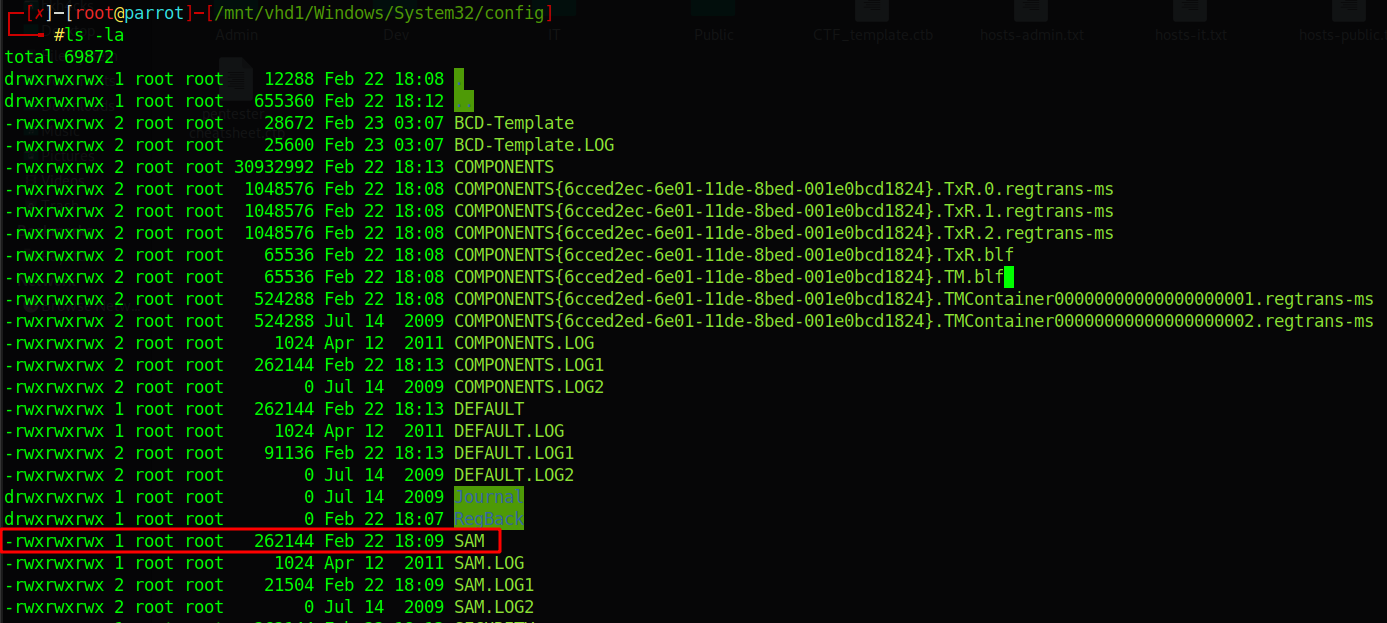 [✗]─[root@parrot]─[/mnt/vhd1/Windows/System32/config]
#ls -la
Admin Dev IT Public CTF_template.ctb hosts-admin.txt hosts-it.txt hosts-public.t
total 69872
drwxrwxrwx 1 root root 12288 Feb 22 18:08 .
drwxrwxrwx 1 root root 655360 Feb 22 18:12 ..
-rwxrwxrwx 2 root root 28672 Feb 23 03:07 BCD-Template
-rwxrwxrwx 2 root root 25600 Feb 23 03:07 BCD-Template.LOG
-rwxrwxrwx 2 root root 30932992 Feb 22 18:13 COMPONENTS
-rwxrwxrwx 2 root root 1048576 Feb 22 18:08 COMPONENTS{6cced2ec-6e01-11de-8bed-001e0bcd1824}.TxR.0.regtrans-ms
-rwxrwxrwx 2 root root 1048576 Feb 22 18:08 COMPONENTS{6cced2ec-6e01-11de-8bed-001e0bcd1824}.TxR.1.regtrans-ms
-rwxrwxrwx 2 root root 1048576 Feb 22 18:08 COMPONENTS{6cced2ec-6e01-11de-8bed-001e0bcd1824}.TxR.2.regtrans-ms
-rwxrwxrwx 2 root root 65536 Feb 22 18:08 COMPONENTS{6cced2ec-6e01-11de-8bed-001e0bcd1824}.TxR.blf
-rwxrwxrwx 2 root root 65536 Feb 22 18:08 COMPONENTS{6cced2ed-6e01-11de-8bed-001e0bcd1824}.TM.blf
-rwxrwxrwx 2 root root 524288 Feb 22 18:08 COMPONENTS{6cced2ed-6e01-11de-8bed-001e0bcd1824}.TMContainer00000000000000000001.regtrans-ms
-rwxrwxrwx 2 root root 524288 Jul 14 2009 COMPONENTS{6cced2ed-6e01-11de-8bed-001e0bcd1824}.TMContainer00000000000000000002.regtrans-ms
-rwxrwxrwx 2 root root 1024 Apr 12 2011 COMPONENTS.LOG
-rwxrwxrwx 2 root root 262144 Feb 22 18:13 COMPONENTS.LOG1
-rwxrwxrwx 2 root root 0 Jul 14 2009 COMPONENTS.LOG2
-rwxrwxrwx 1 root root 262144 Feb 22 18:13 DEFAULT
-rwxrwxrwx 1 root root 1024 Apr 12 2011 DEFAULT.LOG
-rwxrwxrwx 2 root root 91136 Feb 22 18:13 DEFAULT.LOG1
-rwxrwxrwx 2 root root 0 Jul 14 2009 DEFAULT.LOG2
drwxrwxrwx 1 root root 0 Jul 14 2009 Journal
drwxrwxrwx 1 root root 0 Feb 22 18:07 RegBack
-rwxrwxrwx 1 root root 262144 Feb 22 18:09 SAM
-rwxrwxrwx 1 root root 1024 Apr 12 2011 SAM.LOG
-rwxrwxrwx 2 root root 21504 Feb 22 18:09 SAM.LOG1
-rwxrwxrwx 2 root root 0 Jul 14 2009 SAM.LOG2